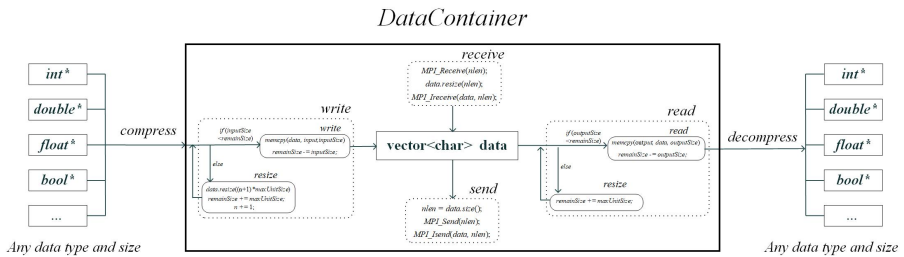 DataContainer
int*
double*
float*
bool*
...
Any data type and size
compress
write
if(inputSize
<remainSize)
write
memcpy(data, input,inputSize)
remainSize -= inputSize;
else
resize
data.resize((n+1)*maxUnitSize)
remainSize += maxUnitSize;
n += 1;
receive
MPI_Receive(nlen);
data.resize(nlen);
MPI_Ireceive(data, nlen);
vector<char> data
send
nlen = data.size();
MPI_Send(nlen);
MPI_Isend(data, nlen);
read
if(outputSize
<remainSize)
read
memcpy(output, data, outputSize)
remainSize -= outputSize;
else
resize
remainSize += maxUnitSize;
decompress
int*
double*
float*
bool*
...
Any data type and size